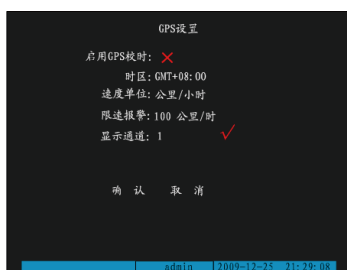 GPS设置
启用GPS校时:
时区: GMT+08:00
速度单位: 公里/小时
限速报警: 100 公里/时
显示通道: 1
确 认 取 消
admin 2009-12-25 21:29:08